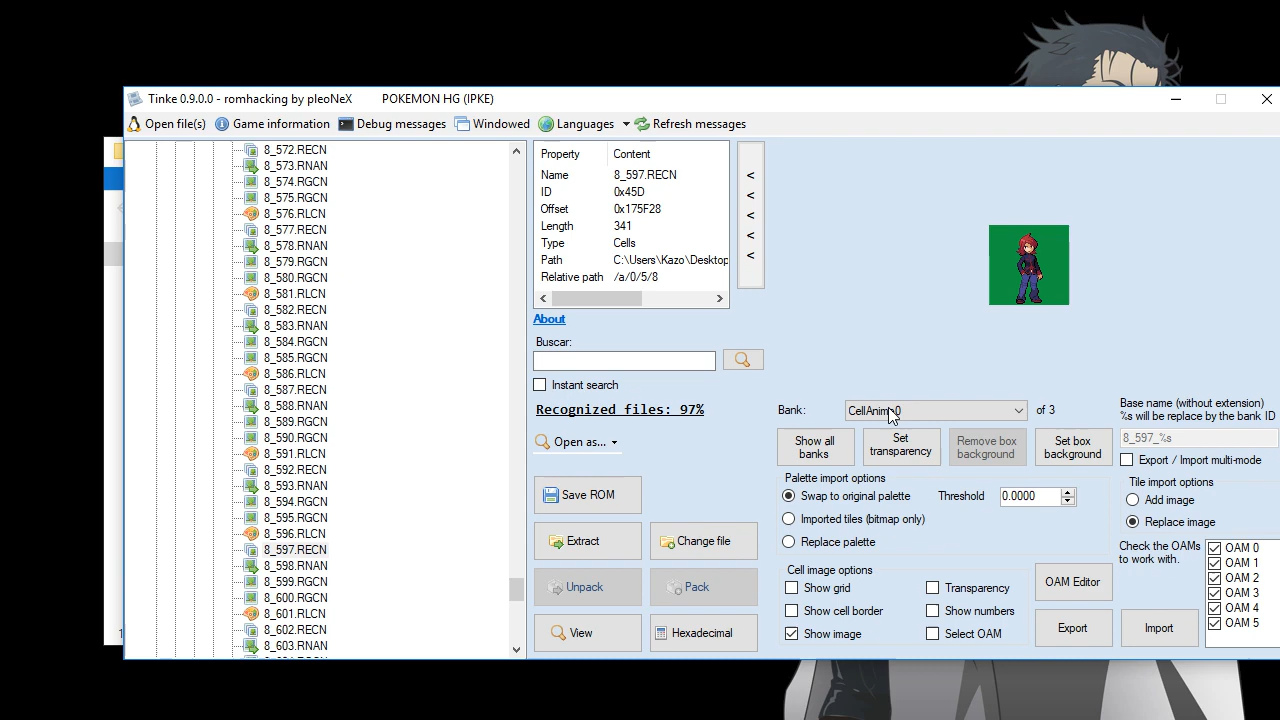 Tinke 0.9.0.0 - romhacking by pleoNeX POKEMON HG (IPKE)
Open file(s) Game information Debug messages Windowed Languages Refresh messages
8_572.RECN
8_573.RNAN
8_574.RGCN
8_575.RGCN
8_576.RLCN
8_577.RECN
8_578.RNAN
8_579.RGCN
8_580.RGCN
8_581.RLCN
8_582.RECN
8_583.RNAN
8_584.RGCN
8_585.RGCN
8_586.RLCN
8_587.RECN
8_588.RNAN
8_589.RGCN
8_590.RGCN
8_591.RLCN
8_592.RECN
8_593.RNAN
8_594.RGCN
8_595.RGCN
8_596.RLCN
8_597.RECN
8_598.RNAN
8_599.RGCN
8_600.RGCN
8_601.RLCN
8_602.RECN
8_603.RNAN
Property Content
Name 8_597.RECN
ID 0x45D
Offset 0x175F28
Length 341
Type Cells
Path C:\Users\Kazo\Desktop
Relative path /a/0/5/8
<
<
<
<
<
About
Buscar:
Instant search
Recognized files: 97%
Open as...
Save ROM
Extract Change file
Unpack Pack
View Hexadecimal
Bank: of 3
Show all
banks
Set
transparency
Remove box
background
Set box
background
Palette import options
Swap to original palette Threshold 0.0000
Imported tiles (bitmap only)
Replace palette
Cell image options
Show grid Transparency
Show cell border Show numbers
Show image Select OAM
OAM Editor
Export Import
Base name (without extension)
%s will be replace by the bank ID
8_597_%s
Export / Import multi-mode
Tile import options
Add image
Replace image
Check the OAMs
to work with.
OAM 0
OAM 1
OAM 2
OAM 3
OAM 4
OAM 5